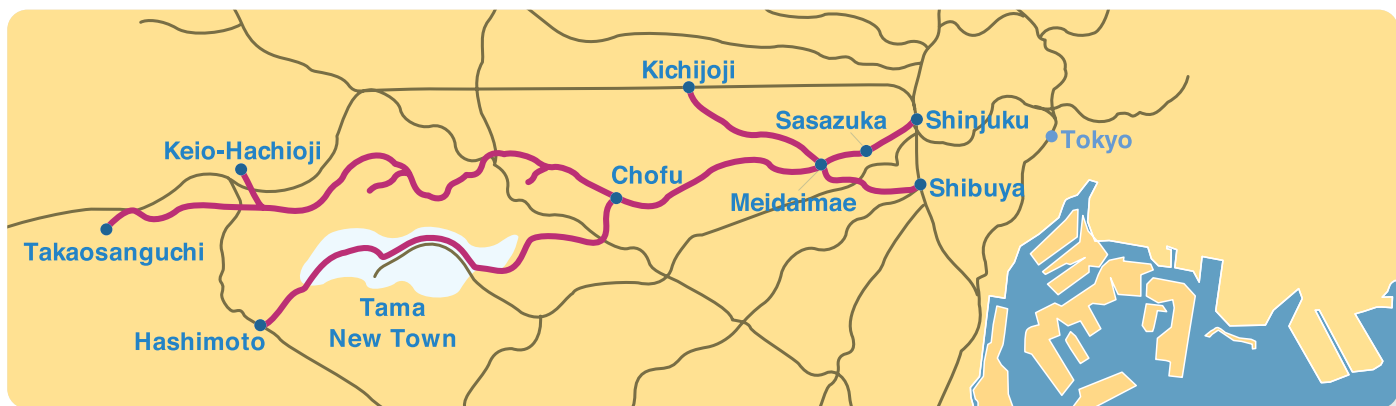 Kichijoji
Sasazuka
Shinjuku
Tokyo
Keio-Hachioji
Chofu
Meidaimae
Shibuya
Takaosanguchi
Tama
New Town
Hashimoto